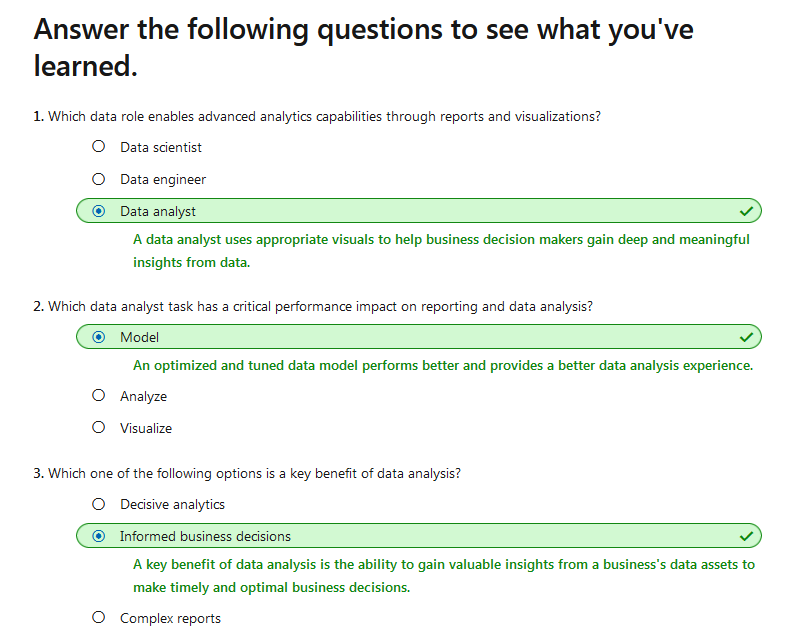 Answer the following questions to see what you've
learned.
1. Which data role enables advanced analytics capabilities through reports and visualizations?
Data scientist
Data engineer
Data analyst
A data analyst uses appropriate visuals to help business decision makers gain deep and meaningful
insights from data.
2. Which data analyst task has a critical performance impact on reporting and data analysis?
Model
An optimized and tuned data model performs better and provides a better data analysis experience.
Analyze
Visualize
3. Which one of the following options is a key benefit of data analysis?
Decisive analytics
Informed business decisions
A key benefit of data analysis is the ability to gain valuable insights from a business's data assets to
make timely and optimal business decisions.
Complex reports